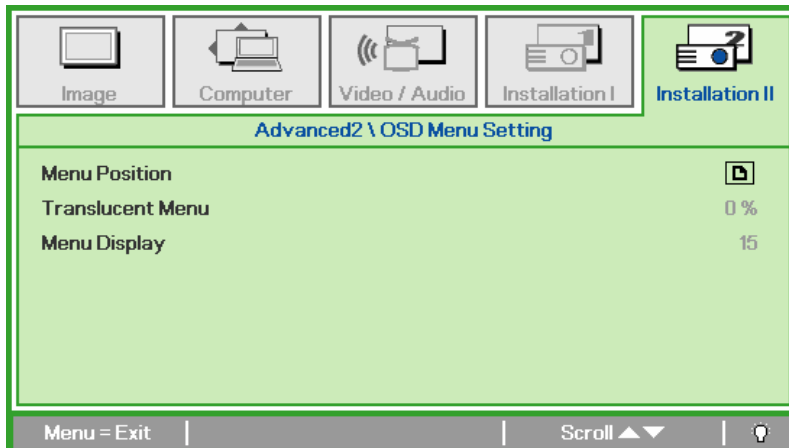 Image Computer Video / Audio Installation I Installation II
Advanced2 \ OSD Menu Setting
Menu Position
Translucent Menu 0 %
Menu Display 15
Menu = Exit Scroll